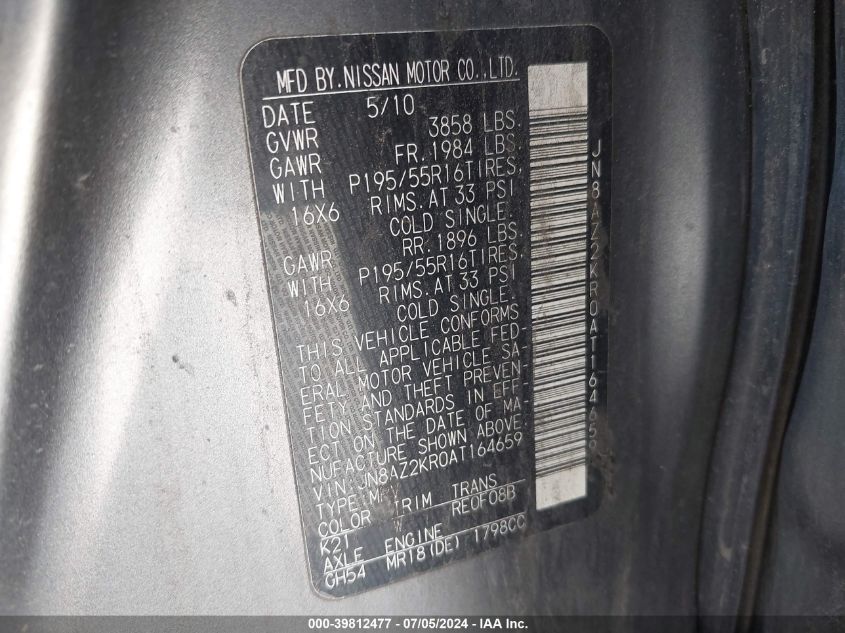 MFD BY.NISSAN MOTOR CO.,LTD.
DATE 5/10
GVWR 3858 LBS.
GAWR FR.1984 LBS.
WITH P195/55R16TIRES,
16X6 RIMS.AT 33 PSI
COLD SINGLE.
GAWR RR.1896 LBS.
WITH P195/55R16TIRES,
16X6 RIMS.AT 33 PSI
COLD SINGLE.
THIS VEHICLE CONFORMS
TO ALL APPLICABLE FED-
ERAL MOTOR VEHICLE SA-
FETY AND THEFT PREVEN-
TION STANDARDS IN EFF-
ECT ON THE DATE OF MA-
NUFACTURE SHOWN ABOVE.
VIN:JN8AZ2KR0AT164659
TYPE:M
COLOR TRIM TRANS
K21 RE0F08B
AXLE ENGINE
GH54 MR18(DE) 1798CC
JN8AZ2KR0AT164659
000-39812477 - 07/05/2024 - IAA Inc.